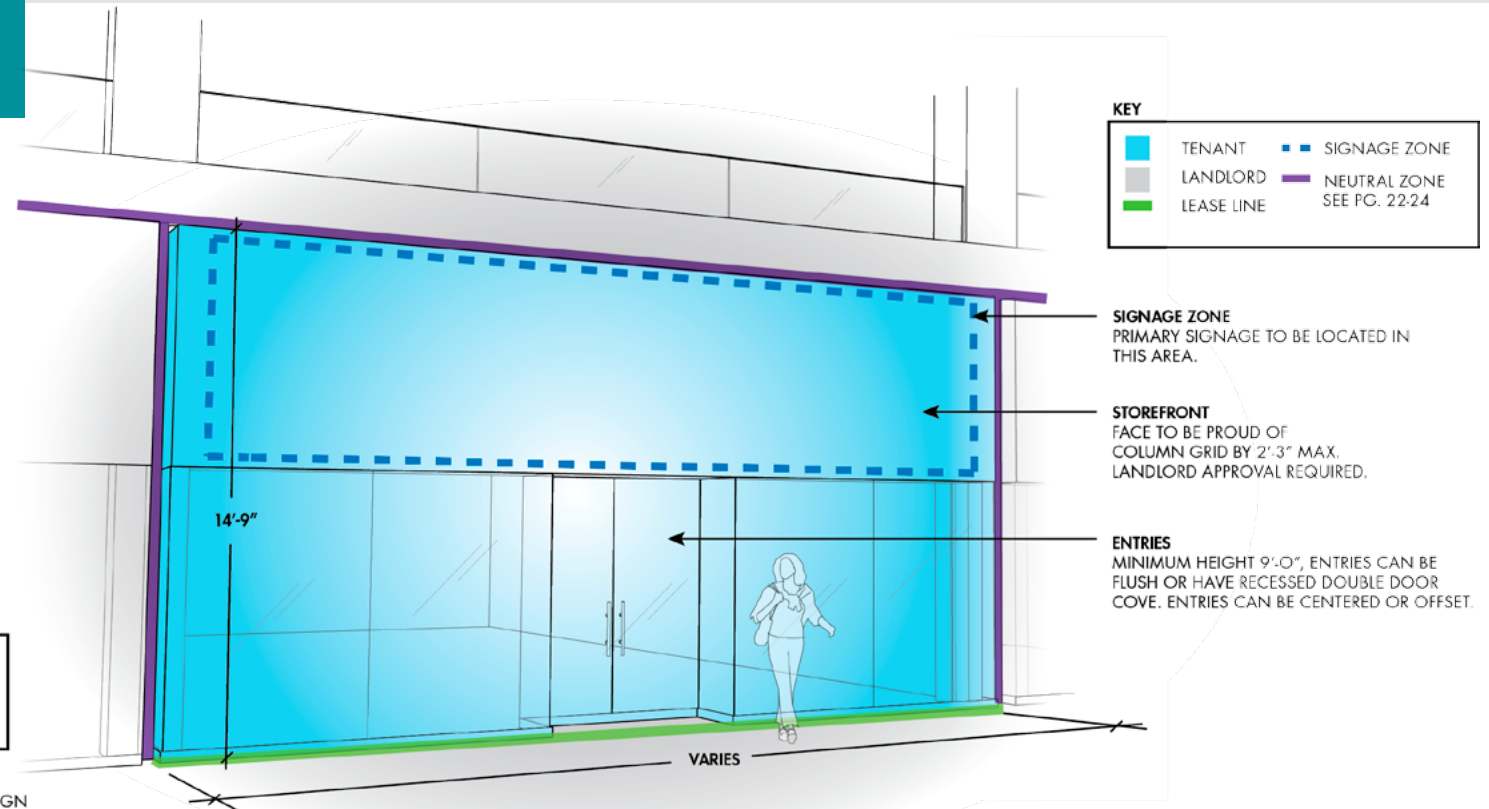 KEY
TENANT
LANDLORD
LEASE LINE
SIGNAGE ZONE
NEUTRAL ZONE
SEE PG. 22-24
SIGNAGE ZONE
PRIMARY SIGNAGE TO BE LOCATED IN
THIS AREA.
STOREFRONT
FACE TO BE PROUD OF
COLUMN GRID BY 2'-3" MAX.
LANDLORD APPROVAL REQUIRED.
14'-9"
ENTRIES
MINIMUM HEIGHT 9'-0", ENTRIES CAN BE
FLUSH OR HAVE RECESSED DOUBLE DOOR
COVE. ENTRIES CAN BE CENTERED OR OFFSET.
VARIES
GN